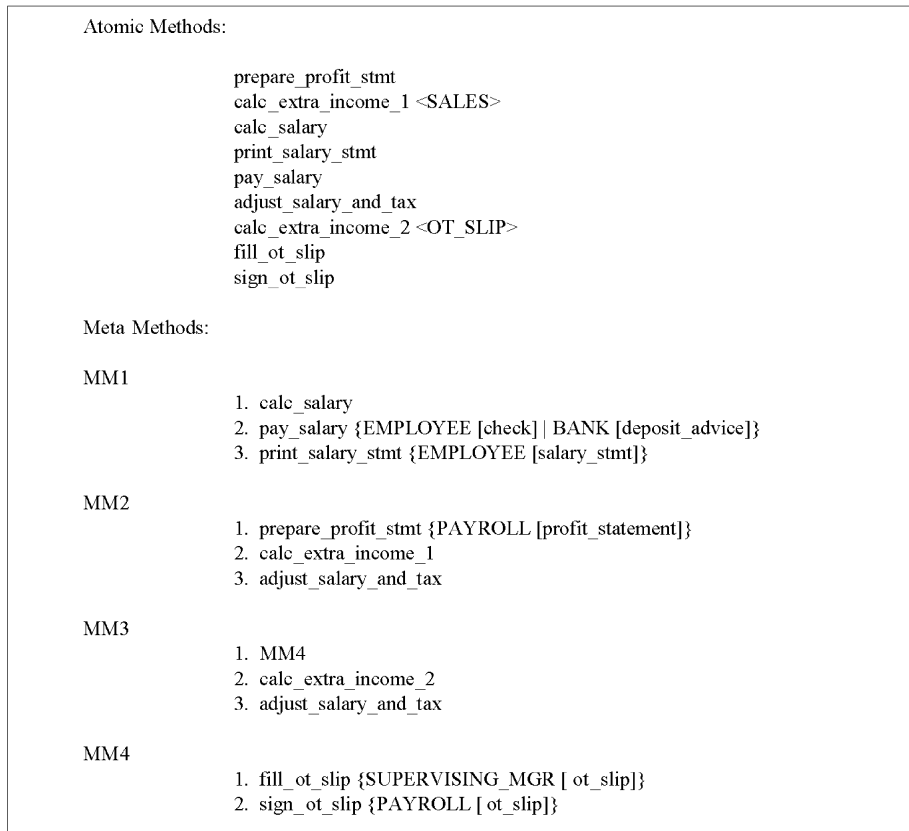 Atomic Methods:
prepare_profit_stmt
calc_extra_income_1 <SALES>
calc_salary
print_salary_stmt
pay_salary
adjust_salary_and_tax
calc_extra_income_2 <OT_SLIP>
fill_ot_slip
sign_ot_slip
Meta Methods:
MM1
1. calc_salary
2. pay_salary {EMPLOYEE [check] | BANK [deposit_advice]}
3. print_salary_stmt {EMPLOYEE [salary_stmt]}
MM2
1. prepare_profit_stmt {PAYROLL [profit_statement]}
2. calc_extra_income_1
3. adjust_salary_and_tax
MM3
1. MM4
2. calc_extra_income_2
3. adjust_salary_and_tax
MM4
1. fill_ot_slip {SUPERVISING_MGR [ ot_slip]}
2. sign_ot_slip {PAYROLL [ ot_slip]}